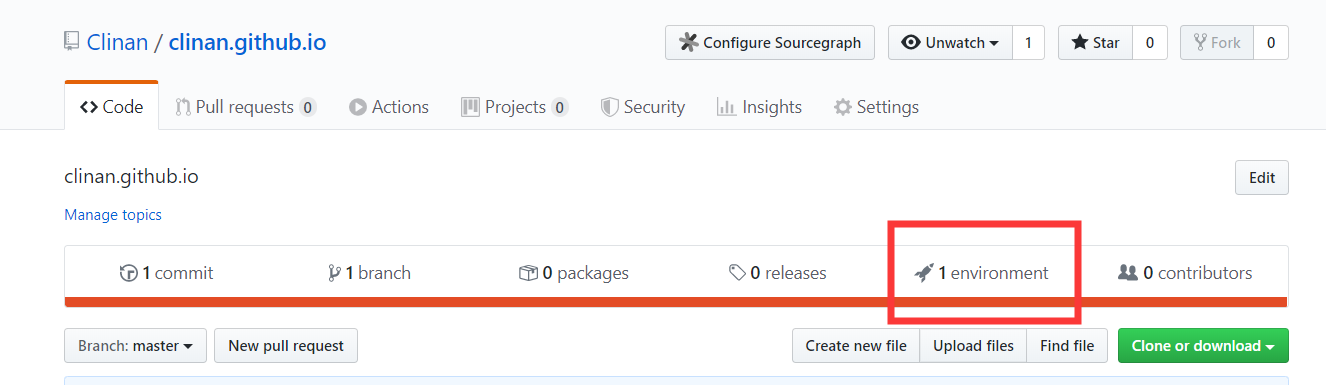 Clinan / clinan.github.io Configure Sourcegraph Unwatch 1 Star 0 Fork 0
Code Pull requests 0 Actions Projects 0 Security Insights Settings
clinan.github.io Edit
Manage topics
1 commit 1 branch 0 packages 0 releases 1 environment 0 contributors
Branch: master New pull request Create new file Upload files Find file Clone or download